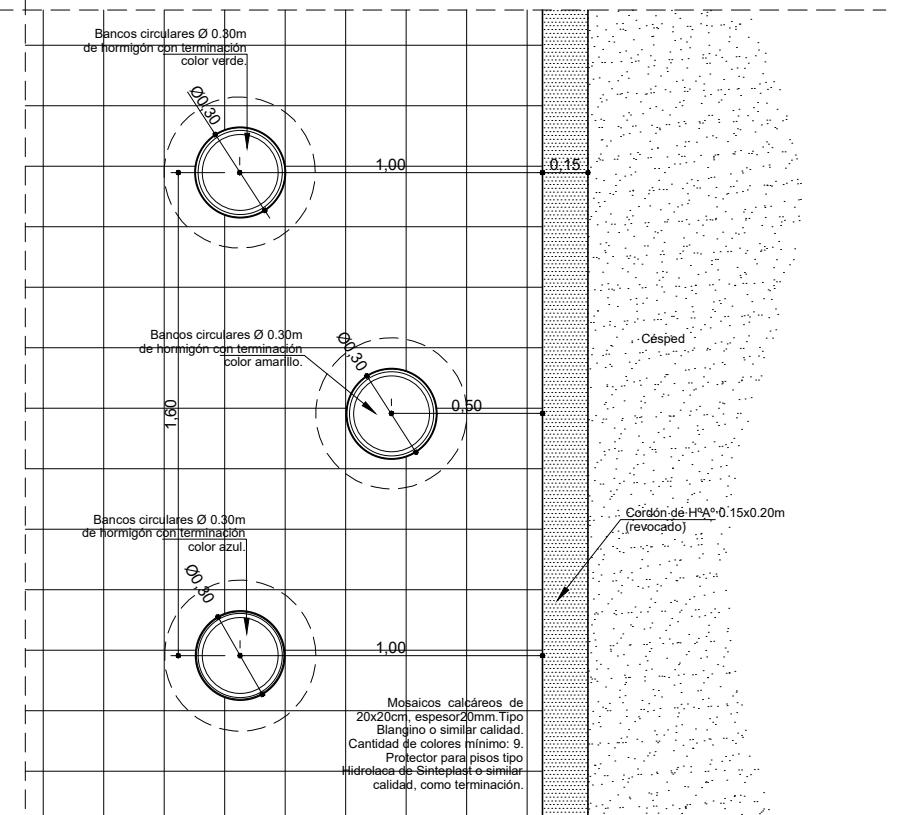 Bancos circulares Ø 0.30m
de hormigón con terminación
color verde.
Ø0,30
1,00
0,15
Bancos circulares Ø 0.30m
de hormigón con terminación
color amarillo.
Ø0,30
Césped
0,50
1,60
Bancos circulares Ø 0.30m
de hormigón con terminación
color azul.
Cordón de HºAº 0.15x0.20m
(revocado)
Ø0,30
1,00
Mosaicos calcáreos de
20x20cm, espesor20mm.Tipo
Blangino o similar calidad.
Cantidad de colores mínimo: 9.
Protector para pisos tipo
Hidrolaca de Sinteplast o similar
calidad, como terminación.